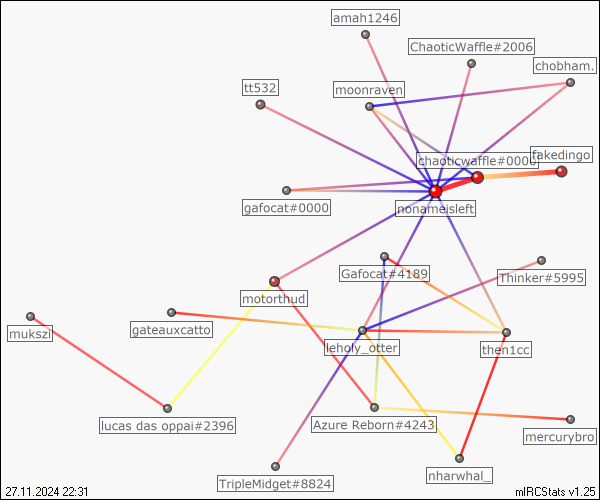 amah1246
ChaoticWaffle#2006
chobham.
tt532
moonraven
chaoticwaffle#0000
fakedingo
gafocat#0000
nonameisleft
Gafocat#4189
Thinker#5995
motorthud
mukszi
gateauxcatto
leholy_otter
then1cc
lucas das oppai#2396
Azure Reborn#4243
mercurybro
TripleMidget#8824
nharwhal_
27.11.2024 22:31
mIRCStats v1.25